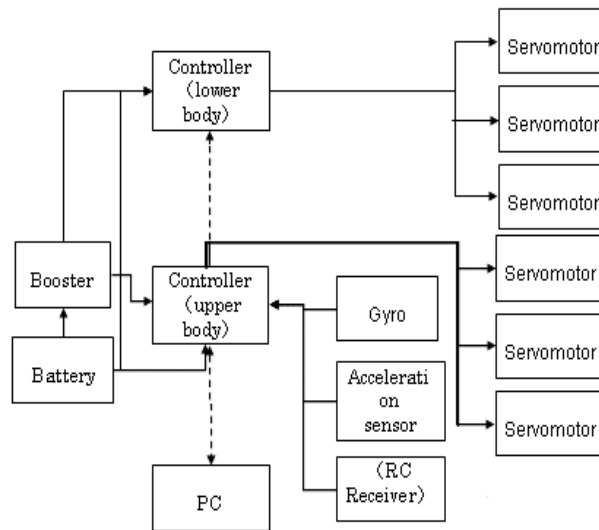 Servomotor
Controller
(lower
body)
Servomotor
Servomotor
Booster
Controller
(upper
body)
Servomotor
Gyro
Battery
Servomotor
Accelerati
on
sensor
Servomotor
PC
(RC
Receiver)